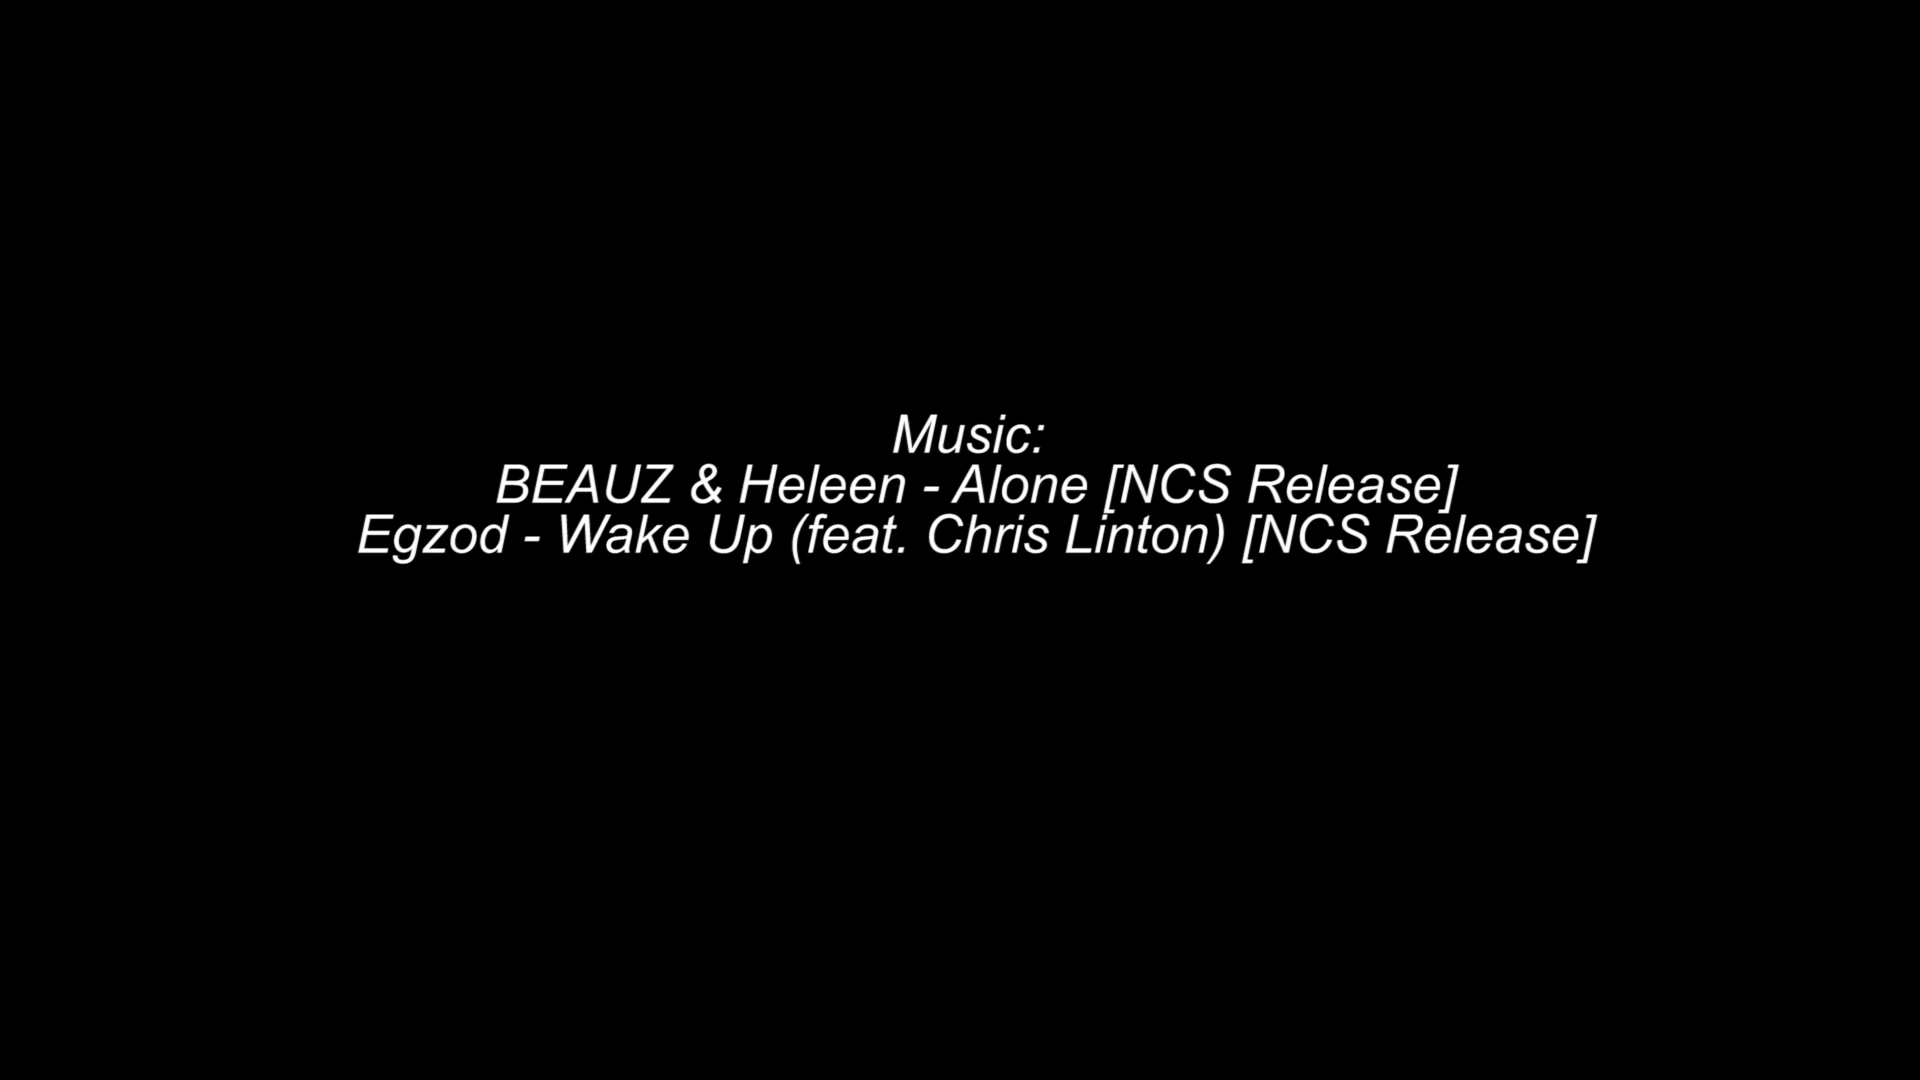 Music:
BEAUZ & Heleen - Alone [NCS Release]
Egzod - Wake Up (feat. Chris Linton) [NCS Release]